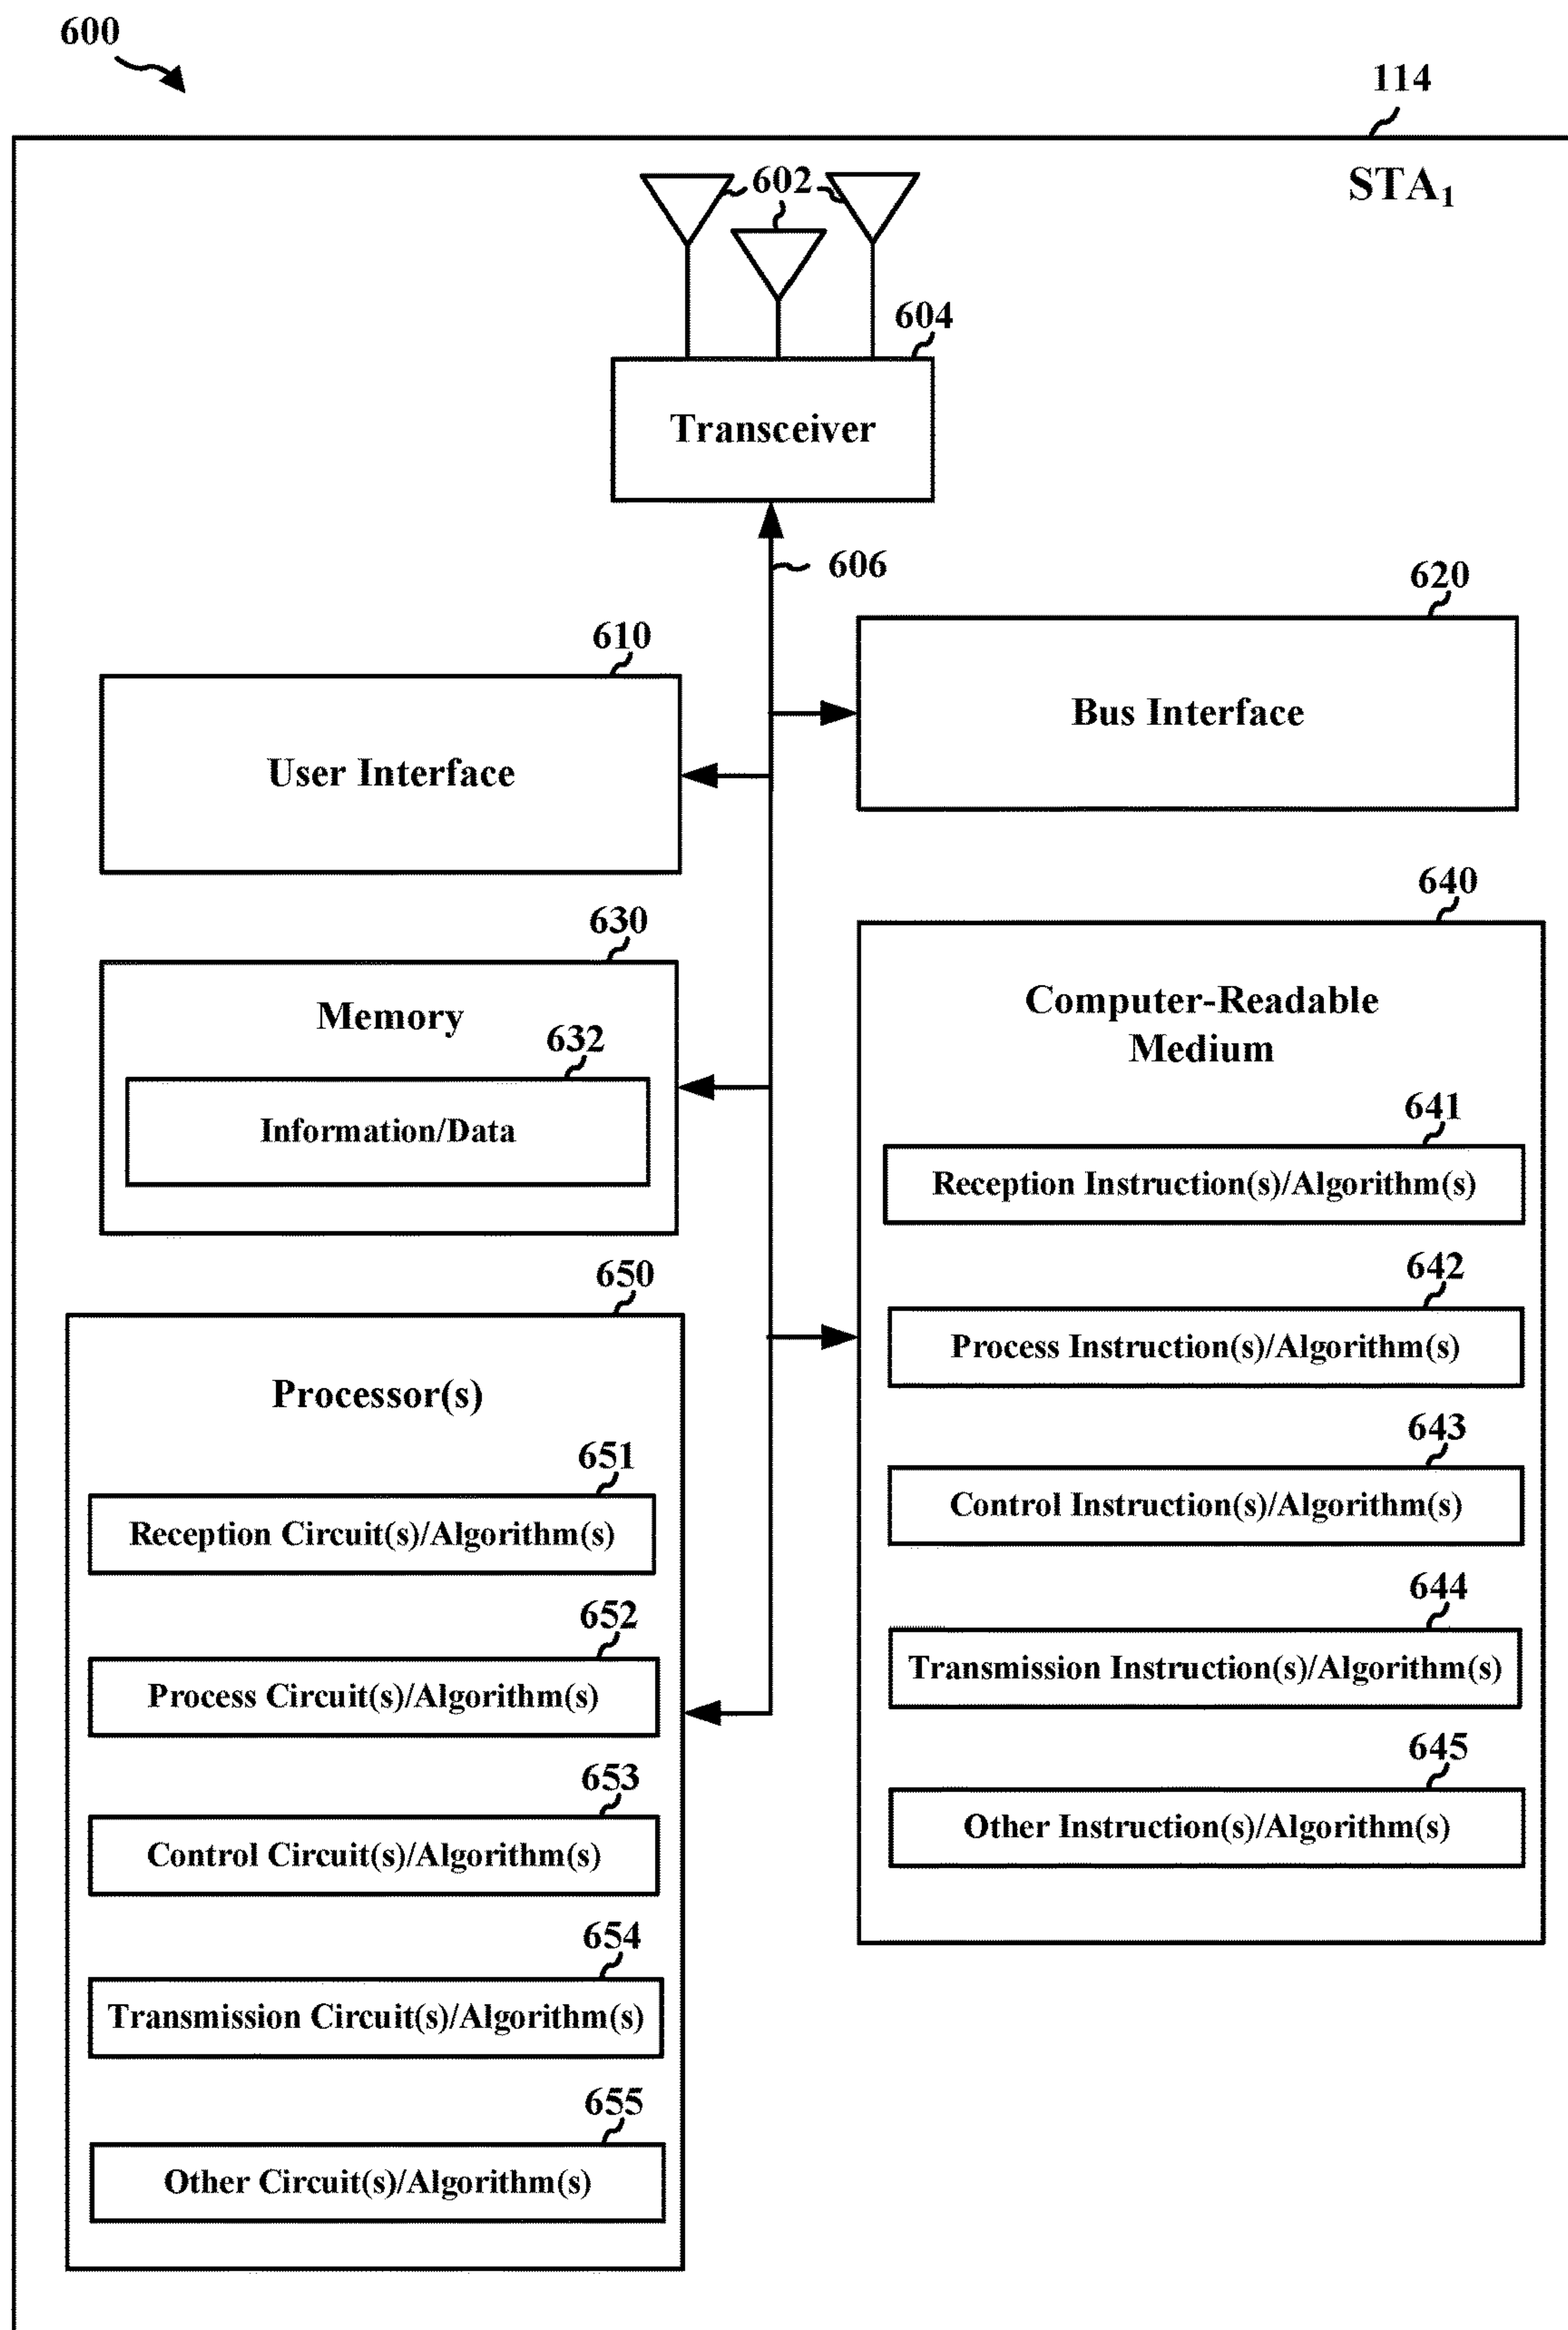 600
114
STA₁
602
604
Transceiver
606
620
Bus Interface
610
User Interface
630
Memory
632
Information/Data
640
Computer-Readable
Medium
641
Reception Instruction(s)/Algorithm(s)
642
Process Instruction(s)/Algorithm(s)
643
Control Instruction(s)/Algorithm(s)
644
Transmission Instruction(s)/Algorithm(s)
645
Other Instruction(s)/Algorithm(s)
650
Processor(s)
651
Reception Circuit(s)/Algorithm(s)
652
Process Circuit(s)/Algorithm(s)
653
Control Circuit(s)/Algorithm(s)
654
Transmission Circuit(s)/Algorithm(s)
655
Other Circuit(s)/Algorithm(s)